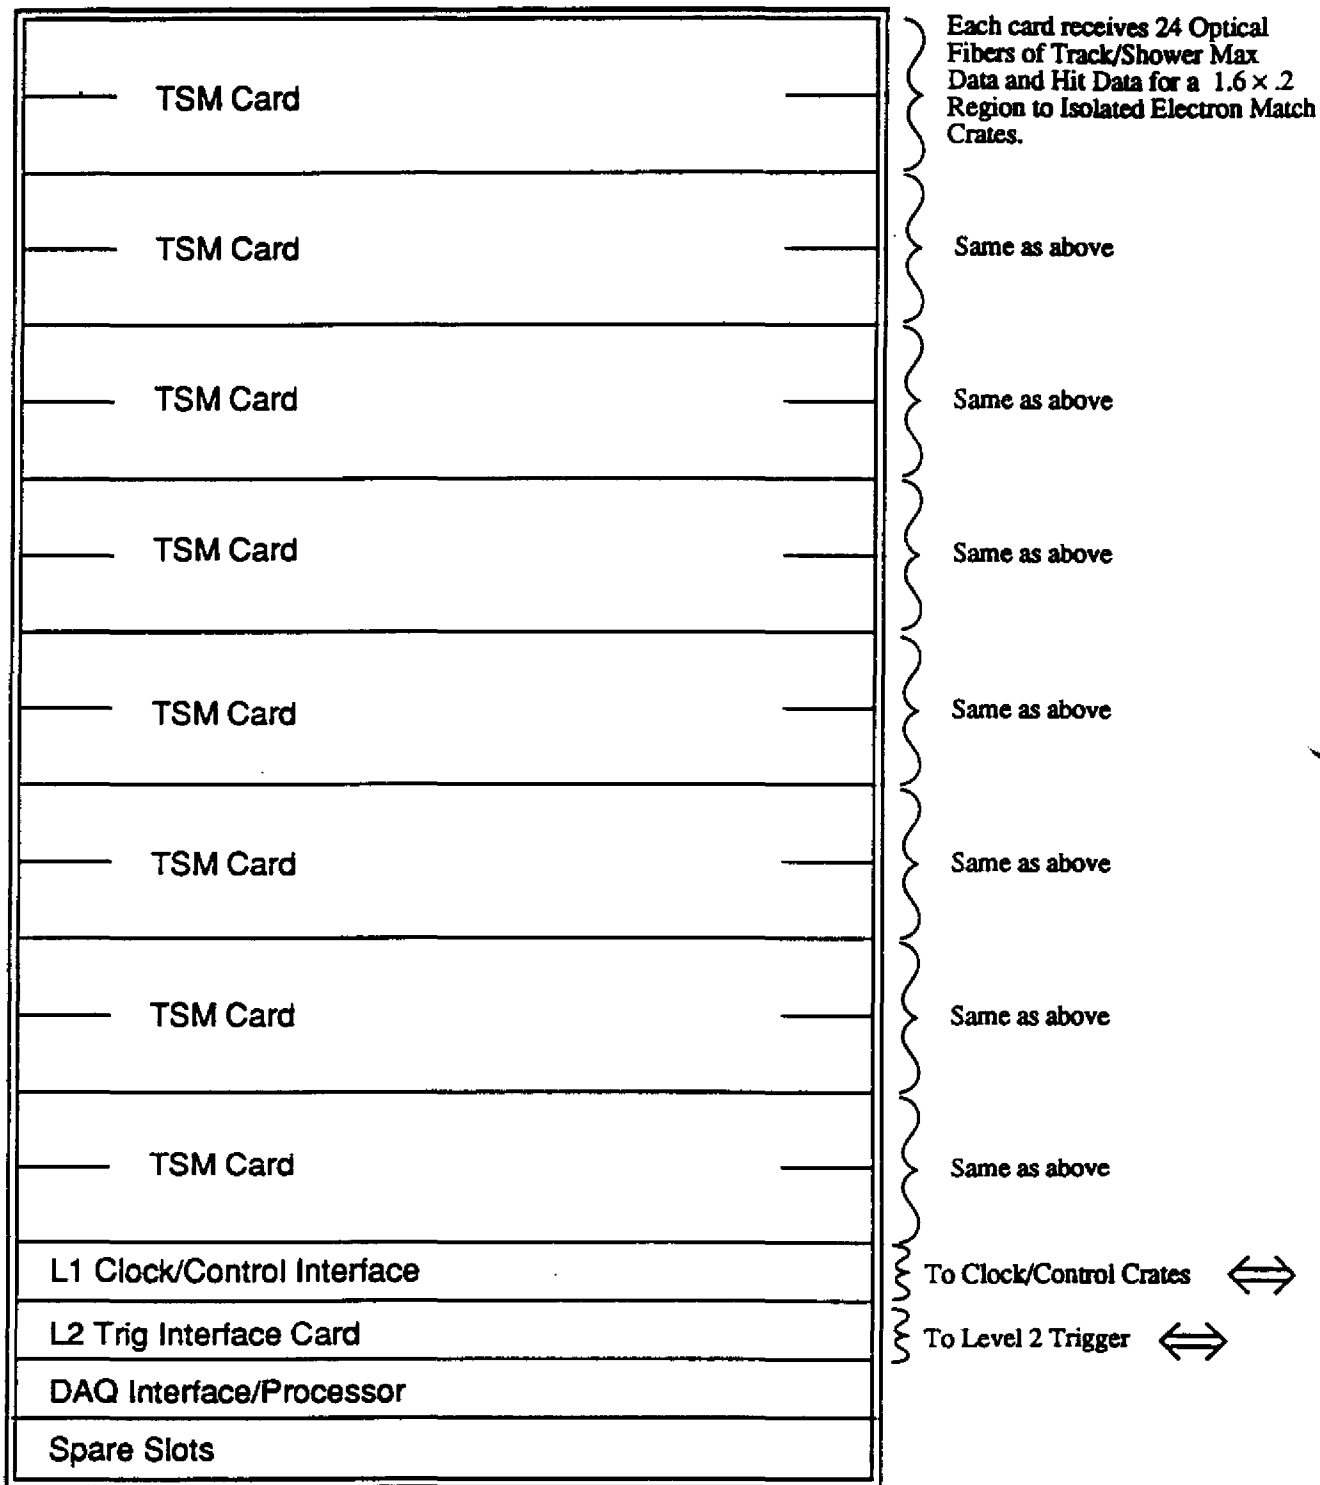 TSM Card
Each card receives 24 Optical
Fibers of Track/Shower Max
Data and Hit Data for a 1.6 × .2
Region to Isolated Electron Match
Crates.
TSM Card
Same as above
TSM Card
Same as above
TSM Card
Same as above
TSM Card
Same as above
TSM Card
Same as above
TSM Card
Same as above
TSM Card
Same as above
L1 Clock/Control Interface
To Clock/Control Crates
L2 Trig Interface Card
To Level 2 Trigger
DAQ Interface/Processor
Spare Slots